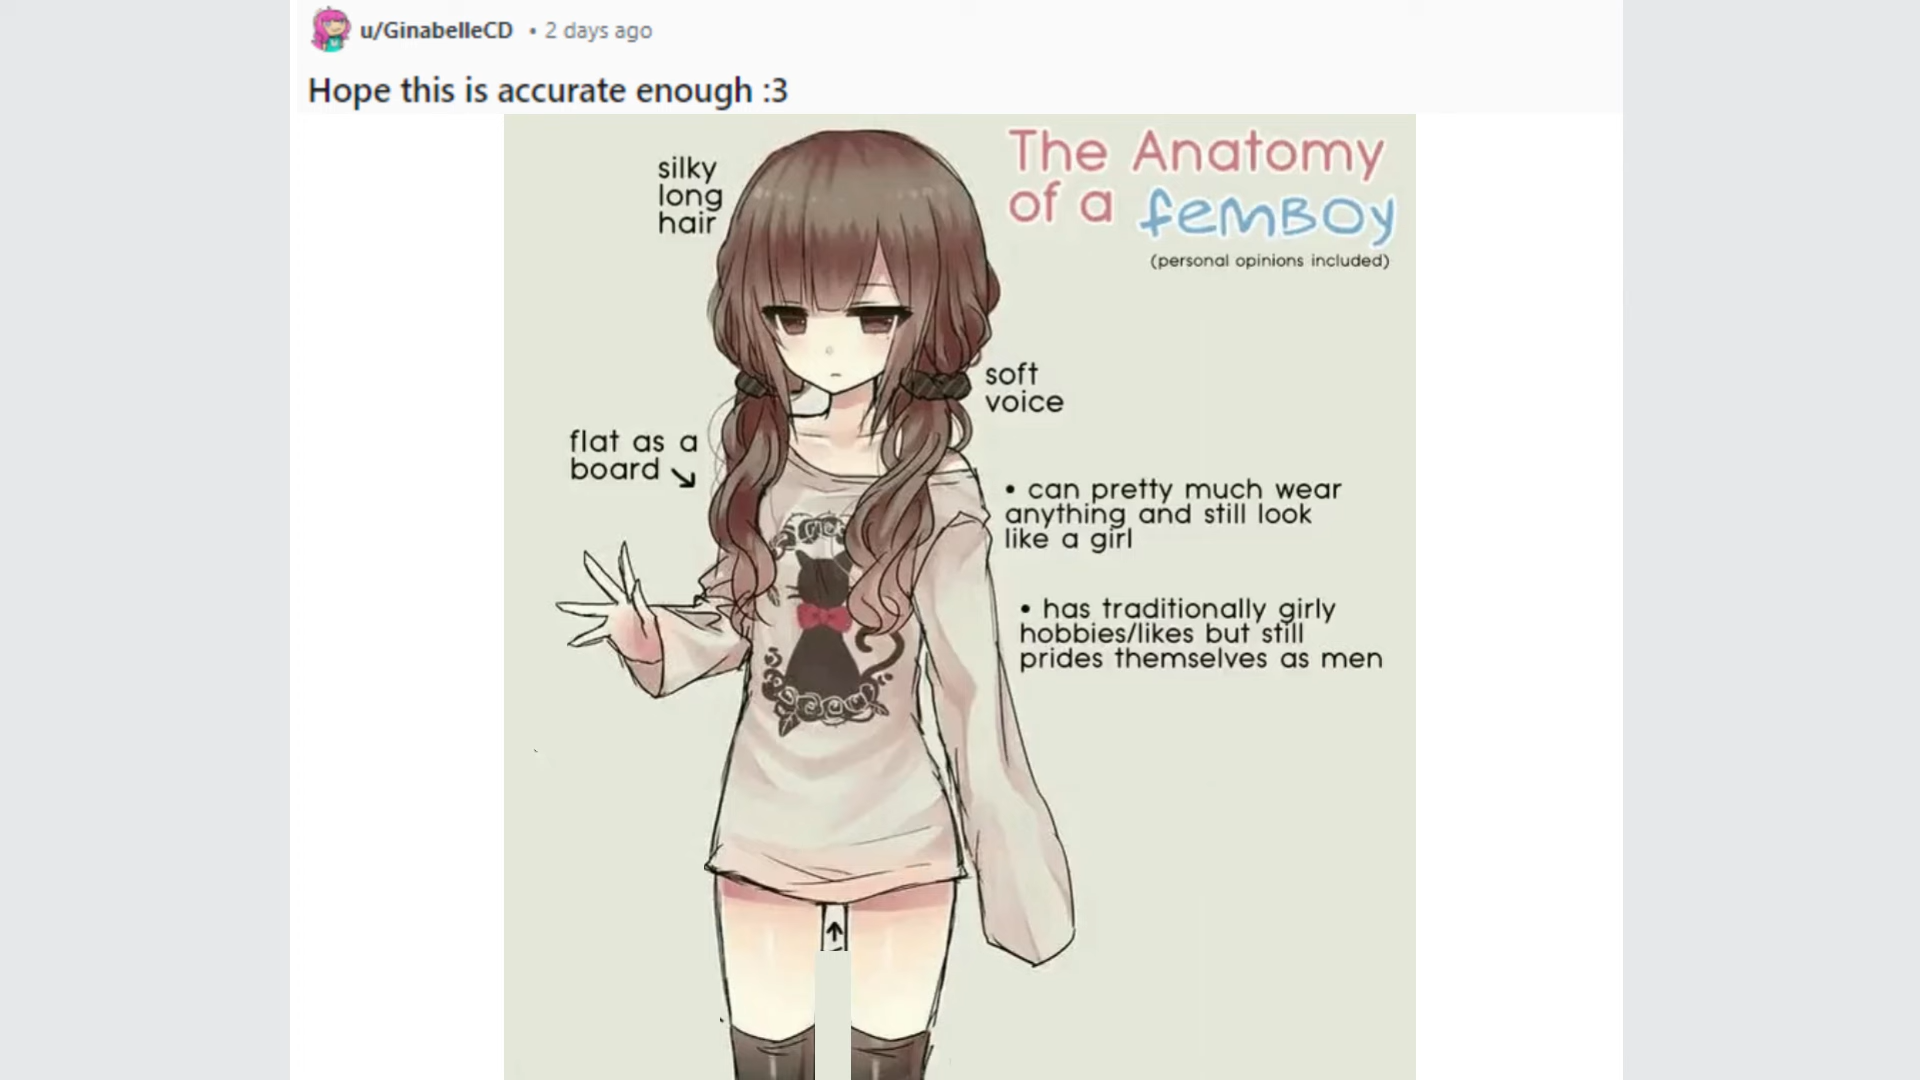 u/GinabelleCD • 2 days ago
Hope this is accurate enough :3
The Anatomy
of a femBoy
(personal opinions included)
silky
long
hair
soft
voice
flat as a
board
• can pretty much wear
anything and still look
like a girl
• has traditionally girly
hobbies/likes but still
prides themselves as men